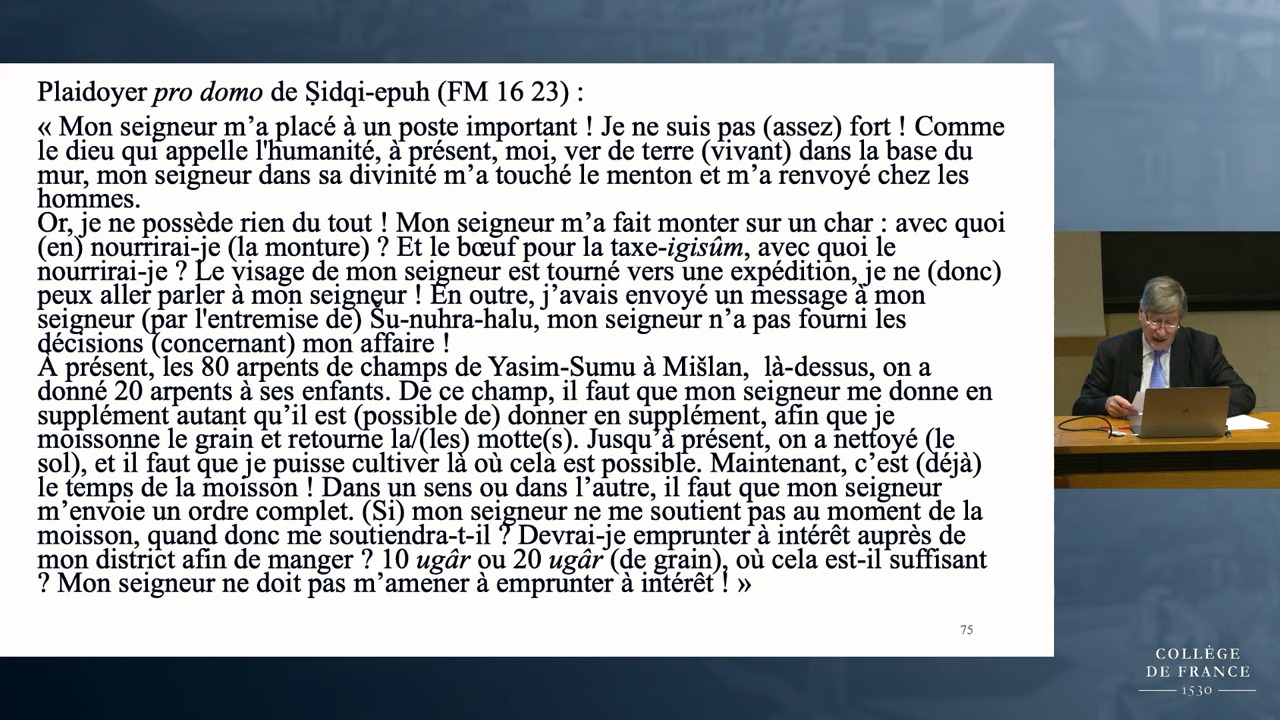 Plaidoyer pro domo de Ṣidqi-epuh (FM 16 23) :
« Mon seigneur m’a placé à un poste important ! Je ne suis pas (assez) fort ! Comme
le dieu qui appelle l'humanité, à présent, moi, ver de terre (vivant) dans la base du
mur, mon seigneur dans sa divinité m’a touché le menton et m’a renvoyé chez les
hommes.
Or, je ne possède rien du tout ! Mon seigneur m’a fait monter sur un char : avec quoi
(en) nourrirai-je (la monture) ? Et le bœuf pour la taxe-igisûm, avec quoi le
nourrirai-je ? Le visage de mon seigneur est tourné vers une expédition, je ne (donc)
peux aller parler à mon seigneur ! En outre, j’avais envoyé un message à mon
seigneur (par l'entremise de) Šu-nuhra-halu, mon seigneur n’a pas fourni les
décisions (concernant) mon affaire !
À présent, les 80 arpents de champs de Yasim-Sumu à Mišlan, là-dessus, on a
donné 20 arpents à ses enfants. De ce champ, il faut que mon seigneur me donne en
supplément autant qu’il est (possible de) donner en supplément, afin que je
moissonne le grain et retourne la/(les) motte(s). Jusqu’à présent, on a nettoyé (le
sol), et il faut que je puisse cultiver là où cela est possible. Maintenant, c’est (déjà)
le temps de la moisson ! Dans un sens ou dans l’autre, il faut que mon seigneur
m’envoie un ordre complet. (Si) mon seigneur ne me soutient pas au moment de la
moisson, quand donc me soutiendra-t-il ? Devrai-je emprunter à intérêt auprès de
mon district afin de manger ? 10 ugâr ou 20 ugâr (de grain), où cela est-il suffisant
? Mon seigneur ne doit pas m’amener à emprunter à intérêt ! »
75
COLLÈGE
DE FRANCE
1530